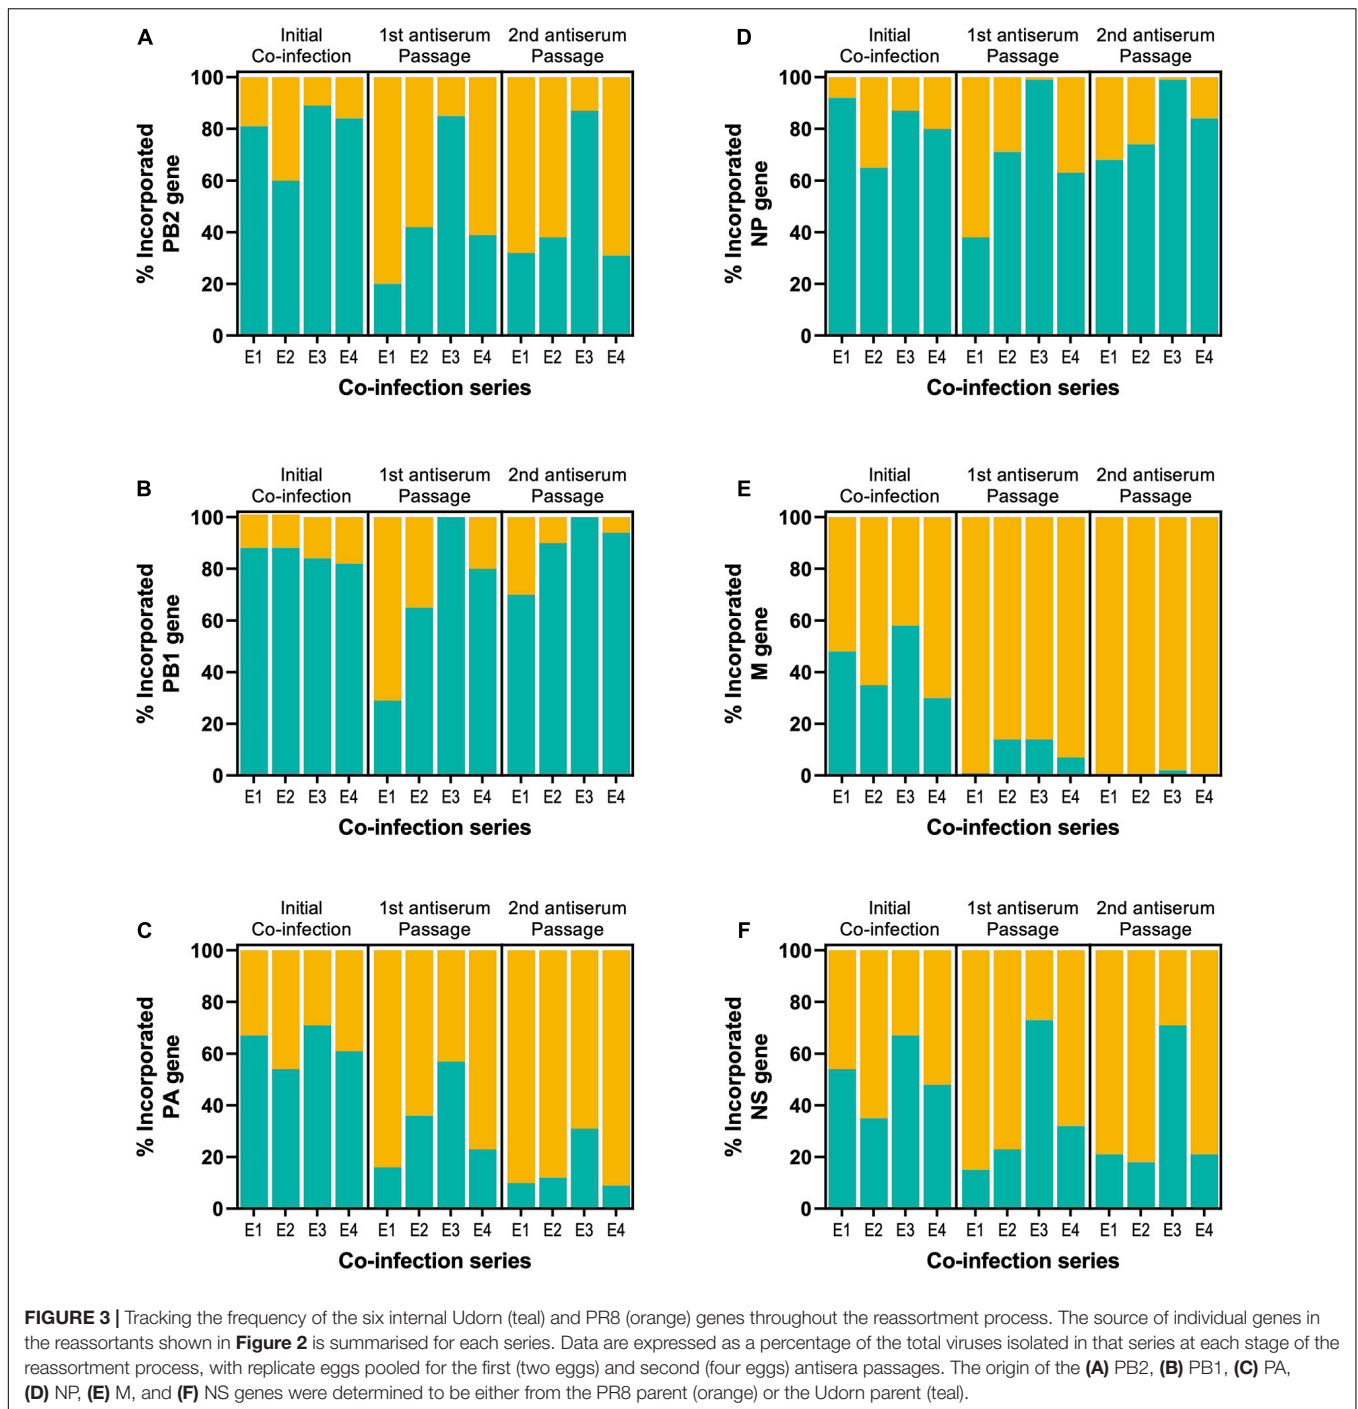 A
Initial
Co-infection
1st antiserum
Passage
2nd antiserum
Passage
% Incorporated
PB2 gene
100
80
60
40
20
0
E1 E2 E3 E4 E1 E2 E3 E4 E1 E2 E3 E4
Co-infection series
D
Initial
Co-infection
1st antiserum
Passage
2nd antiserum
Passage
% Incorporated
NP gene
100
80
60
40
20
0
E1 E2 E3 E4 E1 E2 E3 E4 E1 E2 E3 E4
Co-infection series
B
Initial
Co-infection
1st antiserum
Passage
2nd antiserum
Passage
% Incorporated
PB1 gene
100
80
60
40
20
0
E1 E2 E3 E4 E1 E2 E3 E4 E1 E2 E3 E4
Co-infection series
E
Initial
Co-infection
1st antiserum
Passage
2nd antiserum
Passage
% Incorporated
M gene
100
80
60
40
20
0
E1 E2 E3 E4 E1 E2 E3 E4 E1 E2 E3 E4
Co-infection series
C
Initial
Co-infection
1st antiserum
Passage
2nd antiserum
Passage
% Incorporated
PA gene
100
80
60
40
20
0
E1 E2 E3 E4 E1 E2 E3 E4 E1 E2 E3 E4
Co-infection series
F
Initial
Co-infection
1st antiserum
Passage
2nd antiserum
Passage
% Incorporated
NS gene
100
80
60
40
20
0
E1 E2 E3 E4 E1 E2 E3 E4 E1 E2 E3 E4
Co-infection series
FIGURE 3 | Tracking the frequency of the six internal Udorn (teal) and PR8 (orange) genes throughout the reassortment process. The source of individual genes in
the reassortants shown in Figure 2 is summarised for each series. Data are expressed as a percentage of the total viruses isolated in that series at each stage of the
reassortment process, with replicate eggs pooled for the first (two eggs) and second (four eggs) antisera passages. The origin of the (A) PB2, (B) PB1, (C) PA,
(D) NP, (E) M, and (F) NS genes were determined to be either from the PR8 parent (orange) or the Udorn parent (teal).